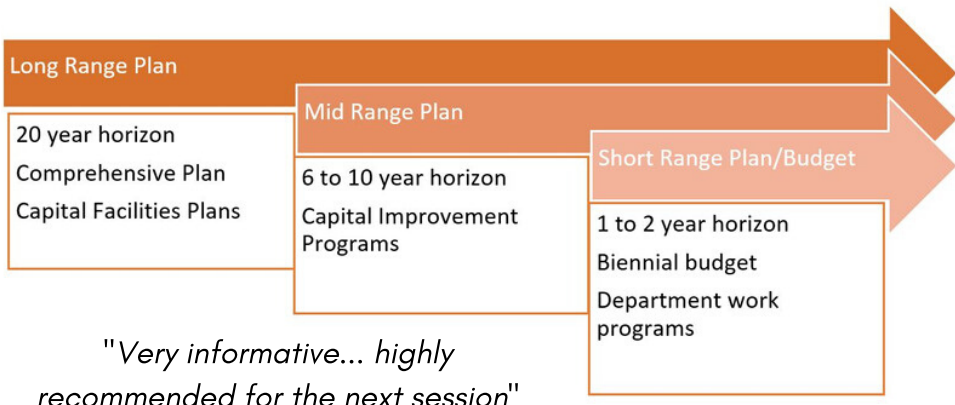 Long Range Plan
20 year horizon
Comprehensive Plan
Capital Facilities Plans
Mid Range Plan
6 to 10 year horizon
Capital Improvement
Programs
Short Range Plan/Budget
1 to 2 year horizon
Biennial budget
Department work
programs
"Very informative... highly
recommended for the next session"